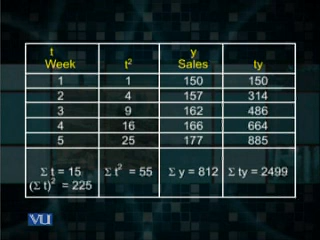 t
Week t² y
Sales ty
1 1 150 150
2 4 157 314
3 9 162 486
4 16 166 664
5 25 177 885
Σ t = 15 Σ t² = 55 Σ y = 812 Σ ty = 2499
(Σ t)² = 225
VU